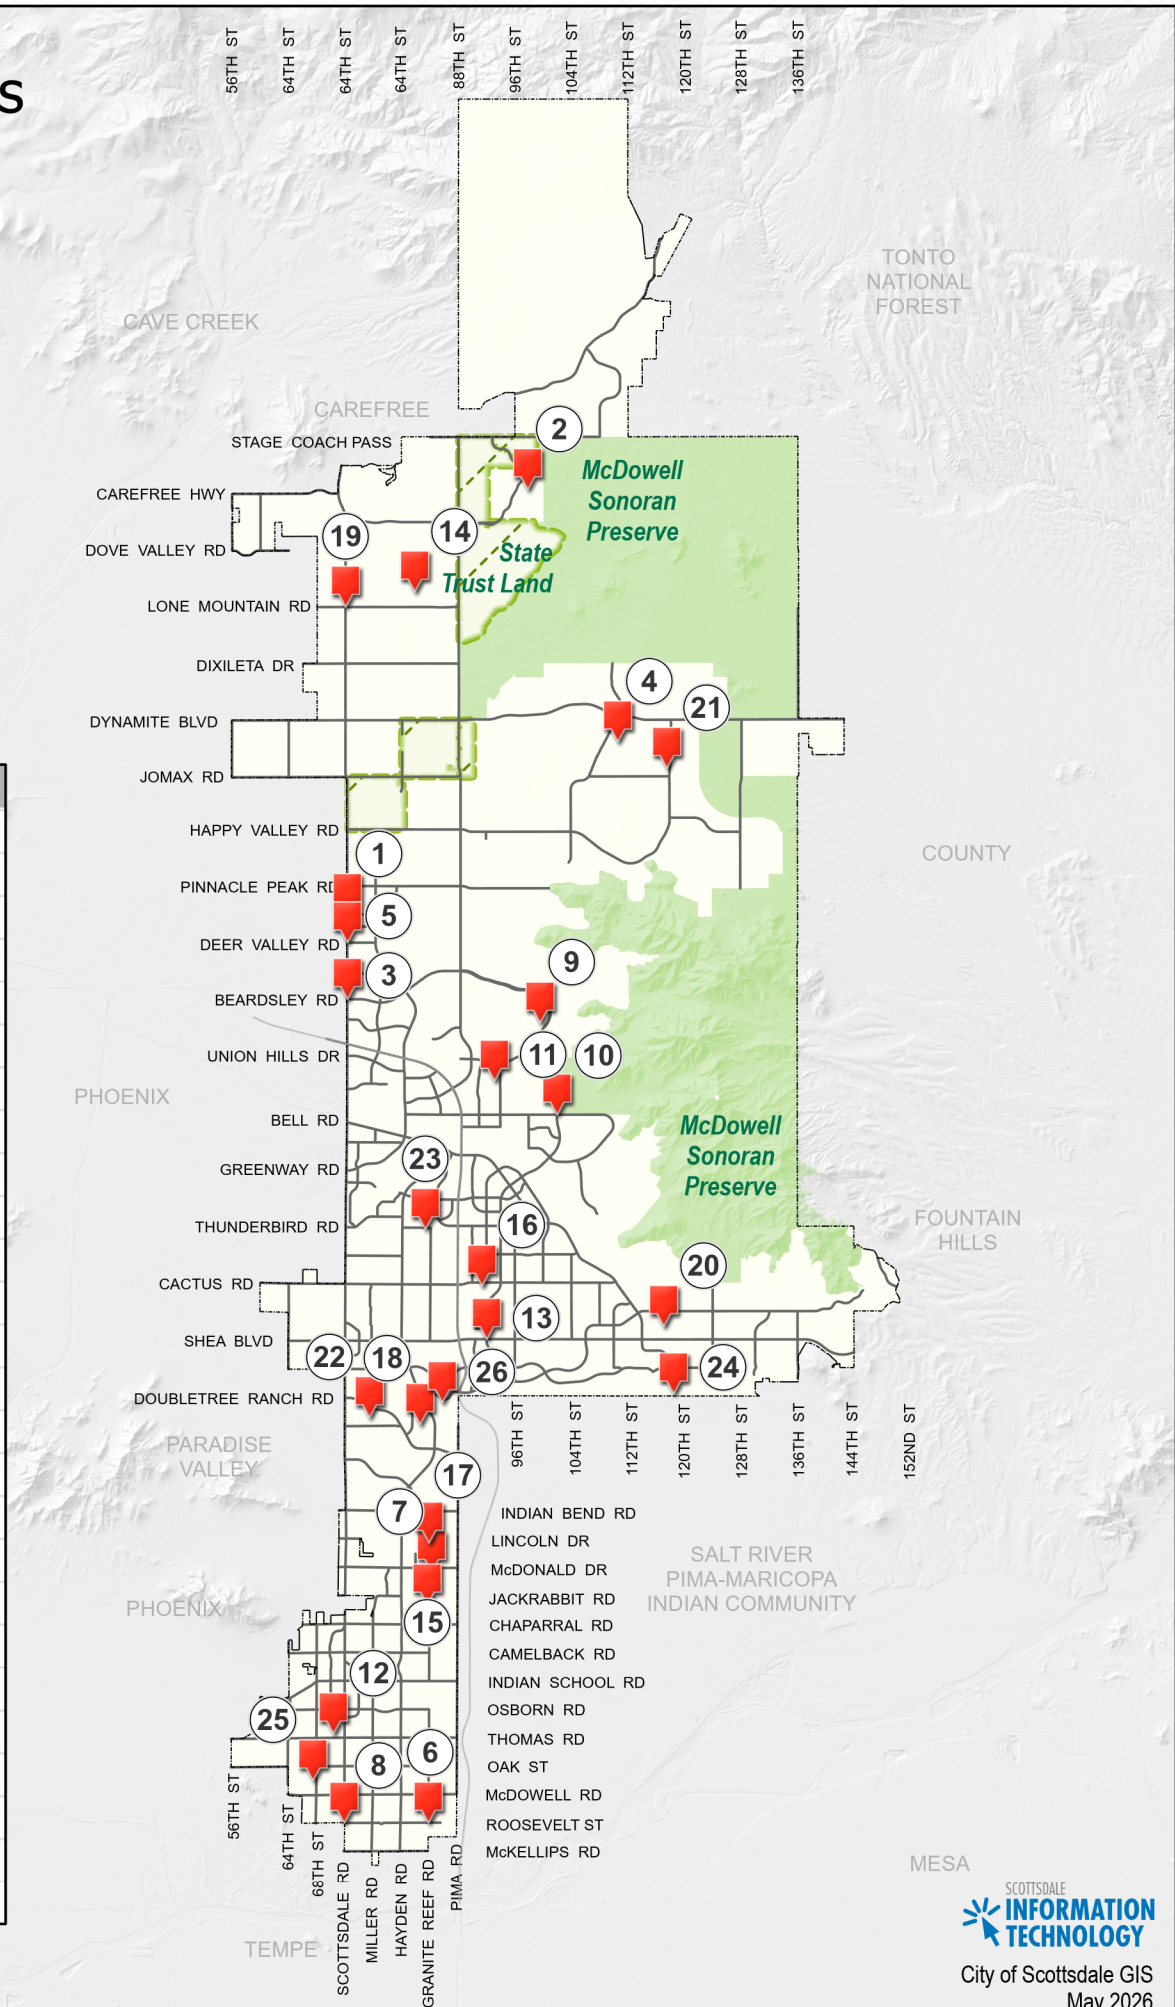 56TH ST
64TH ST
64TH ST
64TH ST
88TH ST
96TH ST
104TH ST
112TH ST
120TH ST
128TH ST
136TH ST
S
TONTO
NATIONAL
FOREST
CAVE CREEK
CAREFREE
2
STAGE COACH PASS
McDowell
Sonoran
Preserve
CAREFREE HWY
19
14
DOVE VALLEY RD
State
Trust Land
LONE MOUNTAIN RD
DIXILETA DR
4
21
DYNAMITE BLVD
JOMAX RD
HAPPY VALLEY RD
1
COUNTY
PINNACLE PEAK RD
5
DEER VALLEY RD
9
3
BEARDSLEY RD
UNION HILLS DR
11
10
PHOENIX
BELL RD
McDowell
Sonoran
Preserve
23
GREENWAY RD
THUNDERBIRD RD
16
FOUNTAIN
HILLS
20
CACTUS RD
13
SHEA BLVD
22
18
26
24
DOUBLETREE RANCH RD
96TH ST
104TH ST
112TH ST
120TH ST
128TH ST
136TH ST
144TH ST
152ND ST
PARADISE
VALLEY
17
7
INDIAN BEND RD
LINCOLN DR
SALT RIVER
PIMA-MARICOPA
INDIAN COMMUNITY
McDONALD DR
JACKRABBIT RD
PHOENIX
15
CHAPARRAL RD
CAMELBACK RD
12
INDIAN SCHOOL RD
OSBORN RD
25
THOMAS RD
8
6
OAK ST
McDOWELL RD
ROOSEVELT ST
McKELLIPS RD
56TH ST
64TH ST
68TH ST
SCOTTSDALE RD
MILLER RD
HAYDEN RD
GRANITE REEF RD
PIMA RD
MESA
TEMPE
SCOTTSDALE
INFORMATION
TECHNOLOGY
City of Scottsdale GIS
May 2026